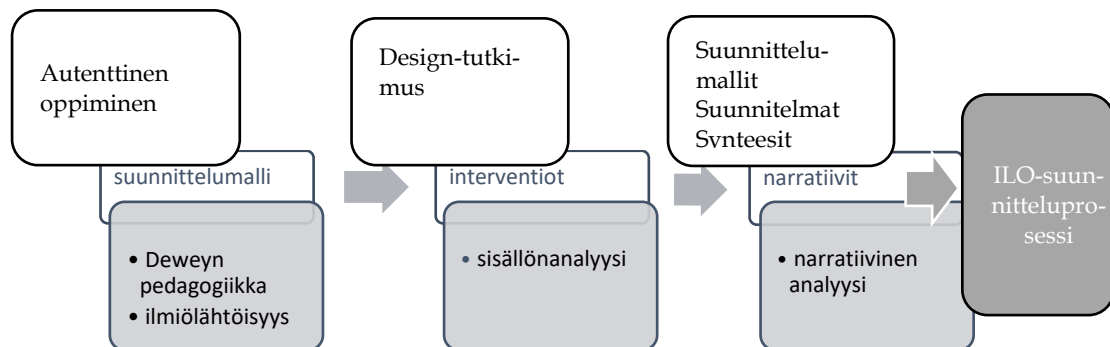 Autenttinen
oppiminen
suunnittelumalli
• Deweyn
pedagogiikka
• ilmiölähtöisyys
Design-tutki-
mus
interventiot
• sisällönanalyysi
Suunnittelu-
mallit
Suunnitelmat
Synteesit
narratiivit
• narratiivinen
analyysi
ILO-suun-
nittelupro-
sessi